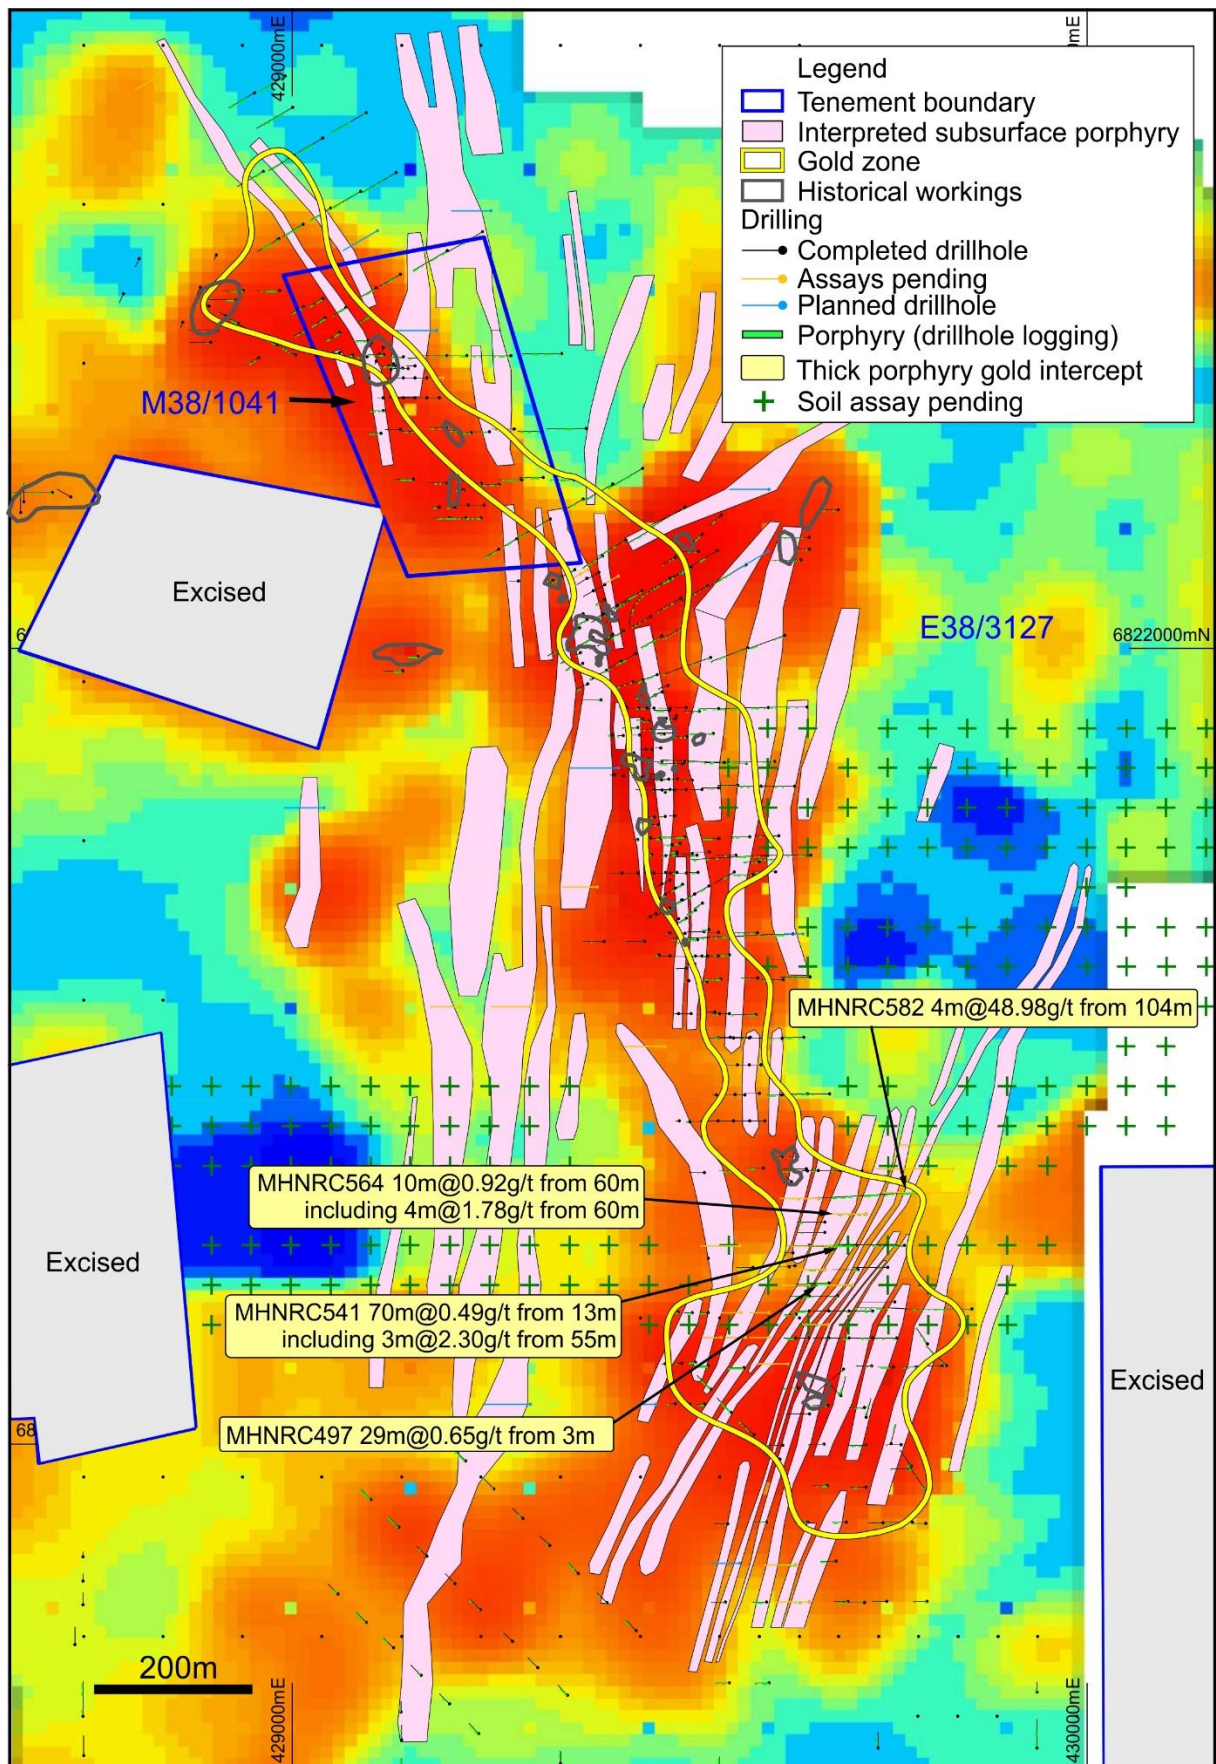 429000mE
mE
Legend
Tenement boundary
Interpreted subsurface porphyry
Gold zone
Historical workings
Drilling
Completed drillhole
Assays pending
Planned drillhole
Porphyry (drillhole logging)
Thick porphyry gold intercept
Soil assay pending
M38/1041
Excised
E38/3127
6822000mN
MHNRC582 4m@48.98g/t from 104m
MHNRC564 10m@0.92g/t from 60m
including 4m@1.78g/t from 60m
Excised
MHNRC541 70m@0.49g/t from 13m
including 3m@2.30g/t from 55m
Excised
MHNRC497 29m@0.65g/t from 3m
68
200m
429000mE
430000mE